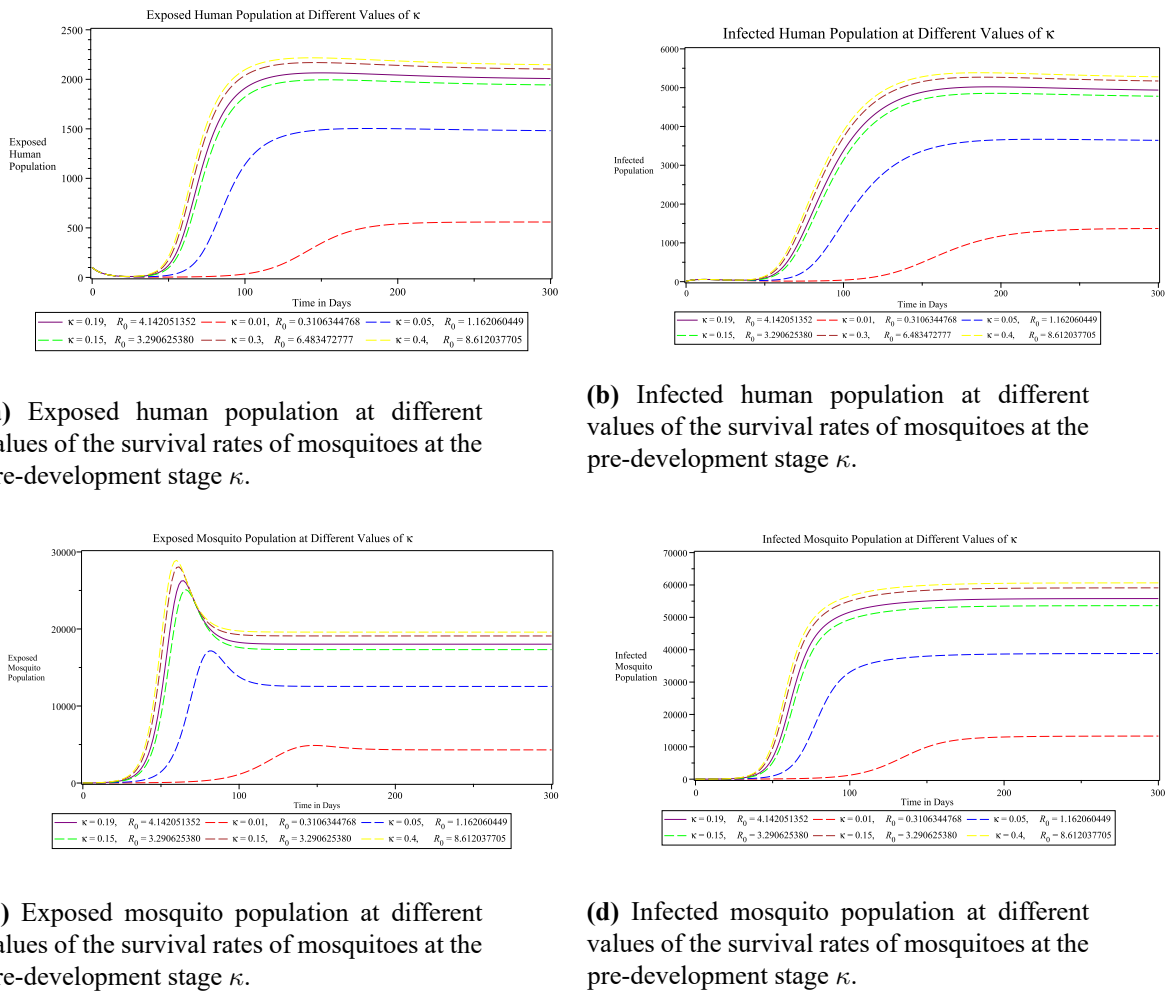 Exposed Human Population at Different Values of κ
2500
2000
1500
1000
500
0
Exposed
Human
Population
0
100
200
300
Time in Days
κ = 0.19, R0 = 4.142051352 κ = 0.01, R0 = 0.3106344768 κ = 0.05, R0 = 1.162060449
κ = 0.15, R0 = 3.290625380 κ = 0.3, R0 = 6.483472777 κ = 0.4, R0 = 8.612037705
) Exposed human population at different
alues of the survival rates of mosquitoes at the
re-development stage κ.
Infected Human Population at Different Values of κ
6000
5000
4000
3000
2000
1000
0
Infected
Population
0
100
200
300
Time in Days
κ = 0.19, R0 = 4.142051352 κ = 0.01, R0 = 0.3106344768 κ = 0.05, R0 = 1.162060449
κ = 0.15, R0 = 3.290625380 κ = 0.3, R0 = 6.483472777 κ = 0.4, R0 = 8.612037705
(b) Infected human population at different
values of the survival rates of mosquitoes at the
pre-development stage κ.
Exposed Mosquito Population at Different Values of κ
30000
20000
10000
0
Exposed
Mosquito
Population
0
100
200
300
Time in Days
κ = 0.19, R0 = 4.142051352 κ = 0.01, R0 = 0.3106344768 κ = 0.05, R0 = 1.162060449
κ = 0.15, R0 = 3.290625380 κ = 0.15, R0 = 3.290625380 κ = 0.4, R0 = 8.612037705
) Exposed mosquito population at different
alues of the survival rates of mosquitoes at the
re-development stage κ.
Infected Mosquito Population at Different Values of κ
70000
60000
50000
40000
30000
20000
10000
0
Infected
Mosquito
Population
0
100
200
300
Time in Days
κ = 0.19, R0 = 4.142051352 κ = 0.01, R0 = 0.3106344768 κ = 0.05, R0 = 1.162060449
κ = 0.15, R0 = 3.290625380 κ = 0.15, R0 = 3.290625380 κ = 0.4, R0 = 8.612037705
(d) Infected mosquito population at different
values of the survival rates of mosquitoes at the
pre-development stage κ.